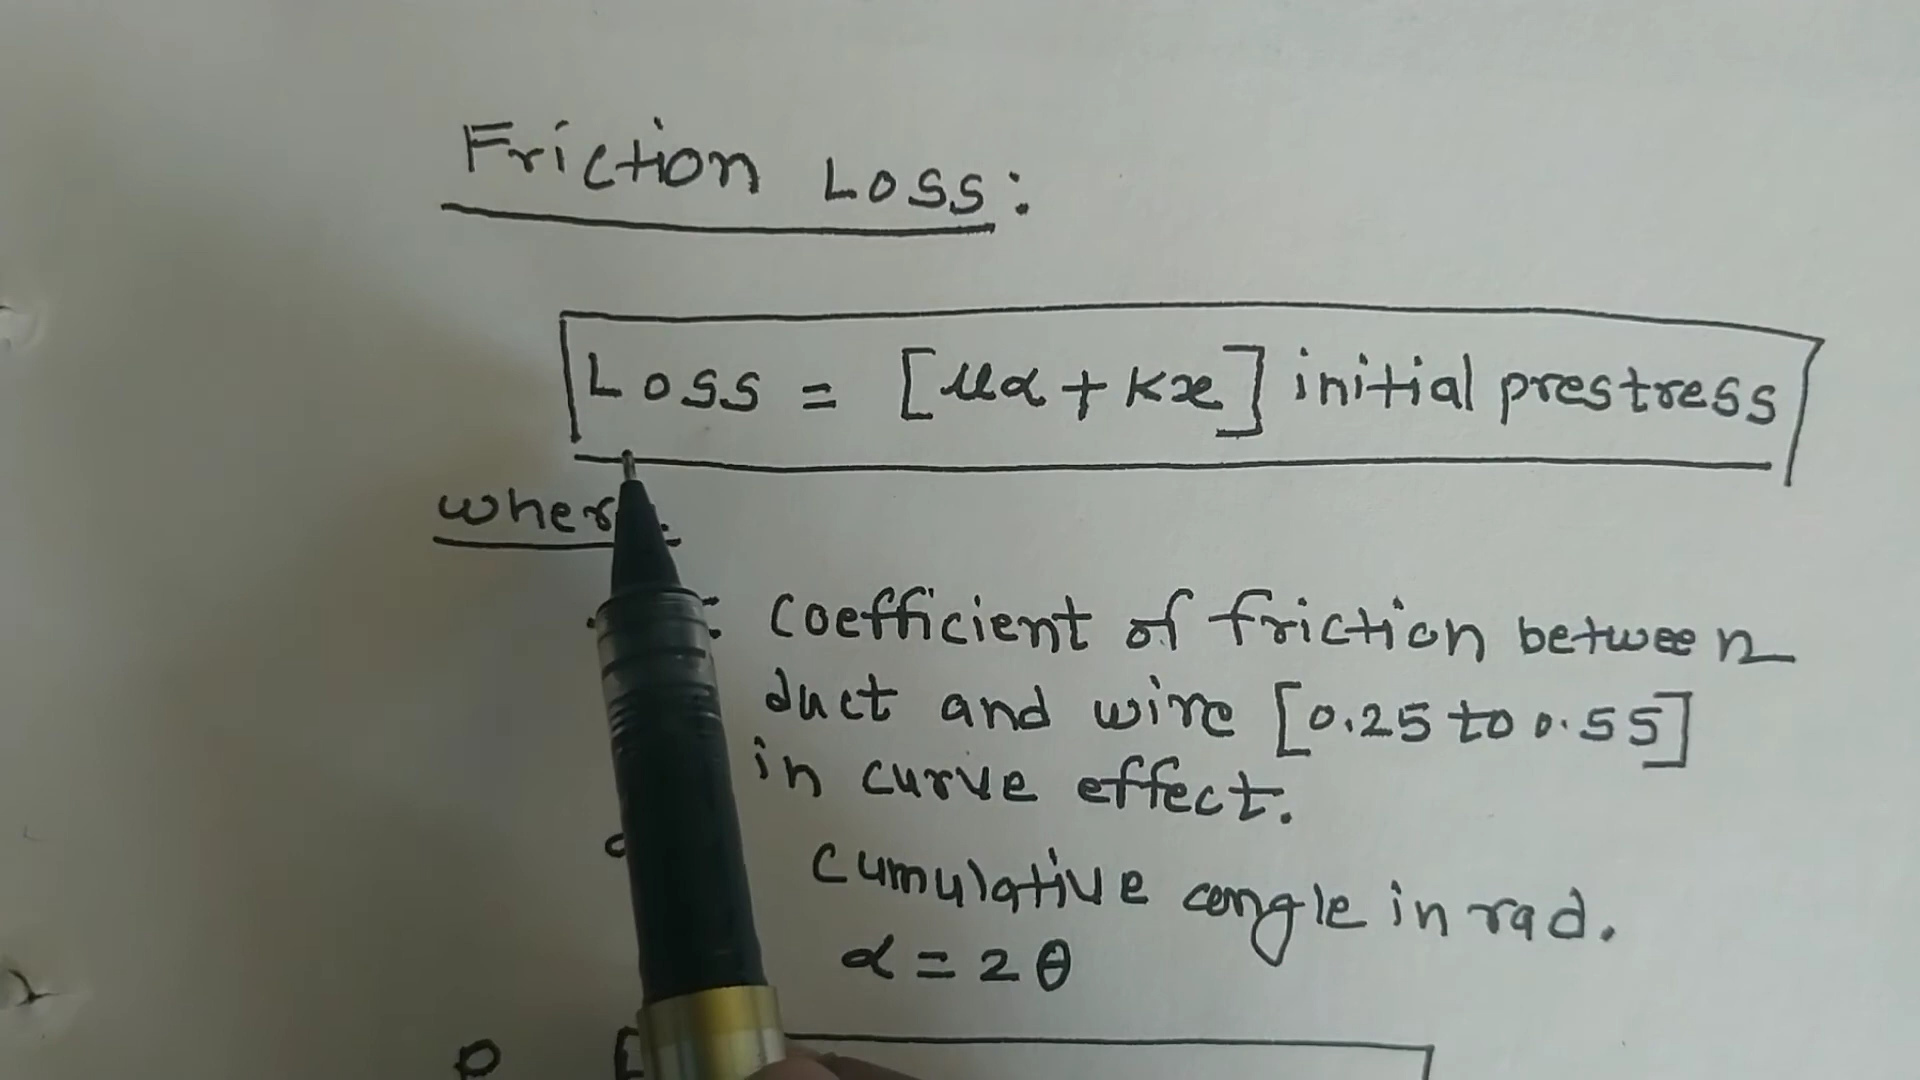 Friction Loss:
Loss = [μα + Kx] initial prestress
where
coefficient of friction between
duct and wire [0.25 to 0.55]
in curve effect.
cumulative angle in rad.
α = 2θ